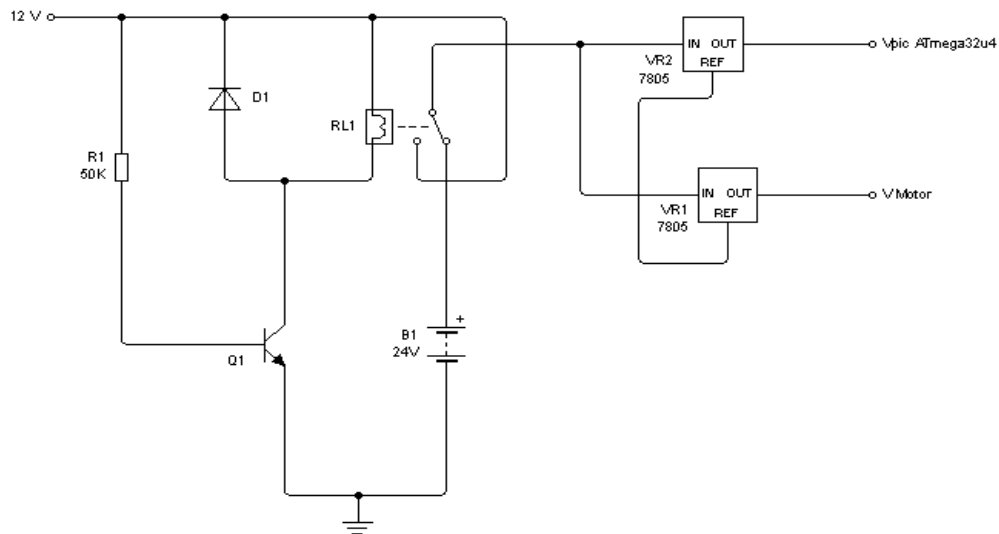 12 V
IN OUT
REF
VR2
7805
Vpic ATmega32u4
D1
RL1
R1
50K
IN OUT
REF
VR1
7805
V Motor
B1
24V
+
Q1